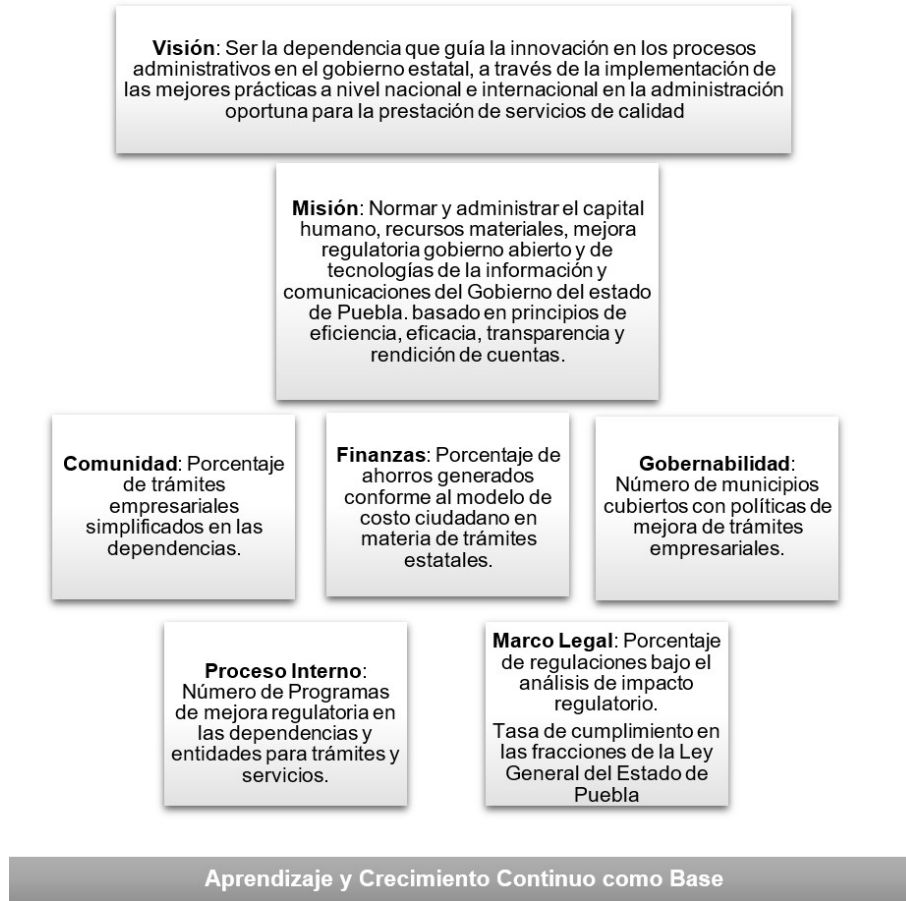 Visión: Ser la dependencia que guía la innovación en los procesos
administrativos en el gobierno estatal, a través de la implementación de
las mejores prácticas a nivel nacional e internacional en la administración
oportuna para la prestación de servicios de calidad
Misión: Normar y administrar el capital
humano, recursos materiales, mejora
regulatoria gobierno abierto y de
tecnologías de la información y
comunicaciones del Gobierno del estado
de Puebla. basado en principios de
eficiencia, eficacia, transparencia y
rendición de cuentas.
Comunidad: Porcentaje
de trámites
empresariales
simplificados en las
dependencias.
Finanzas: Porcentaje de
ahorros generados
conforme al modelo de
costo ciudadano en
materia de trámites
estatales.
Gobernabilidad:
Número de municipios
cubiertos con políticas de
mejora de trámites
empresariales.
Proceso Interno:
Número de Programas
de mejora regulatoria en
las dependencias y
entidades para trámites y
servicios.
Marco Legal: Porcentaje
de regulaciones bajo el
análisis de impacto
regulatorio.
Tasa de cumplimiento en
las fracciones de la Ley
General del Estado de
Puebla
Aprendizaje y Crecimiento Continuo como Base